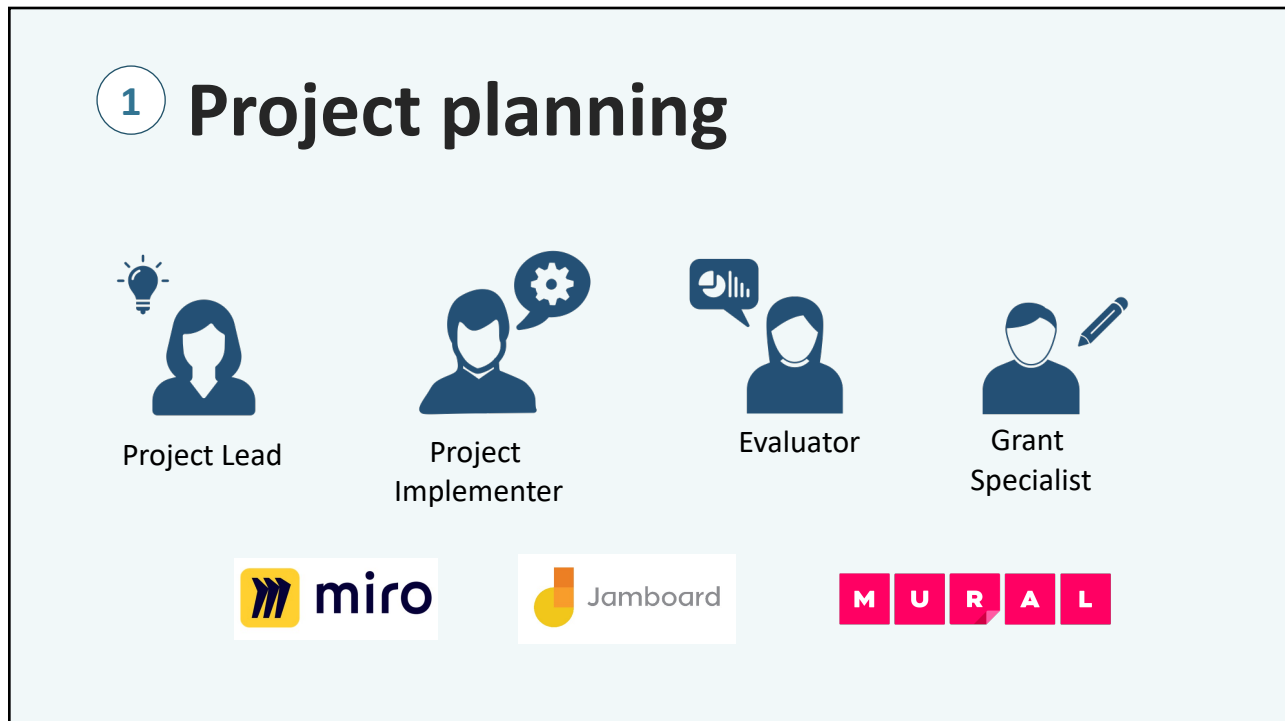 1 Project planning
Project Lead
Project
Implementer
Evaluator
Grant
Specialist
miro
Jamboard
MURAL